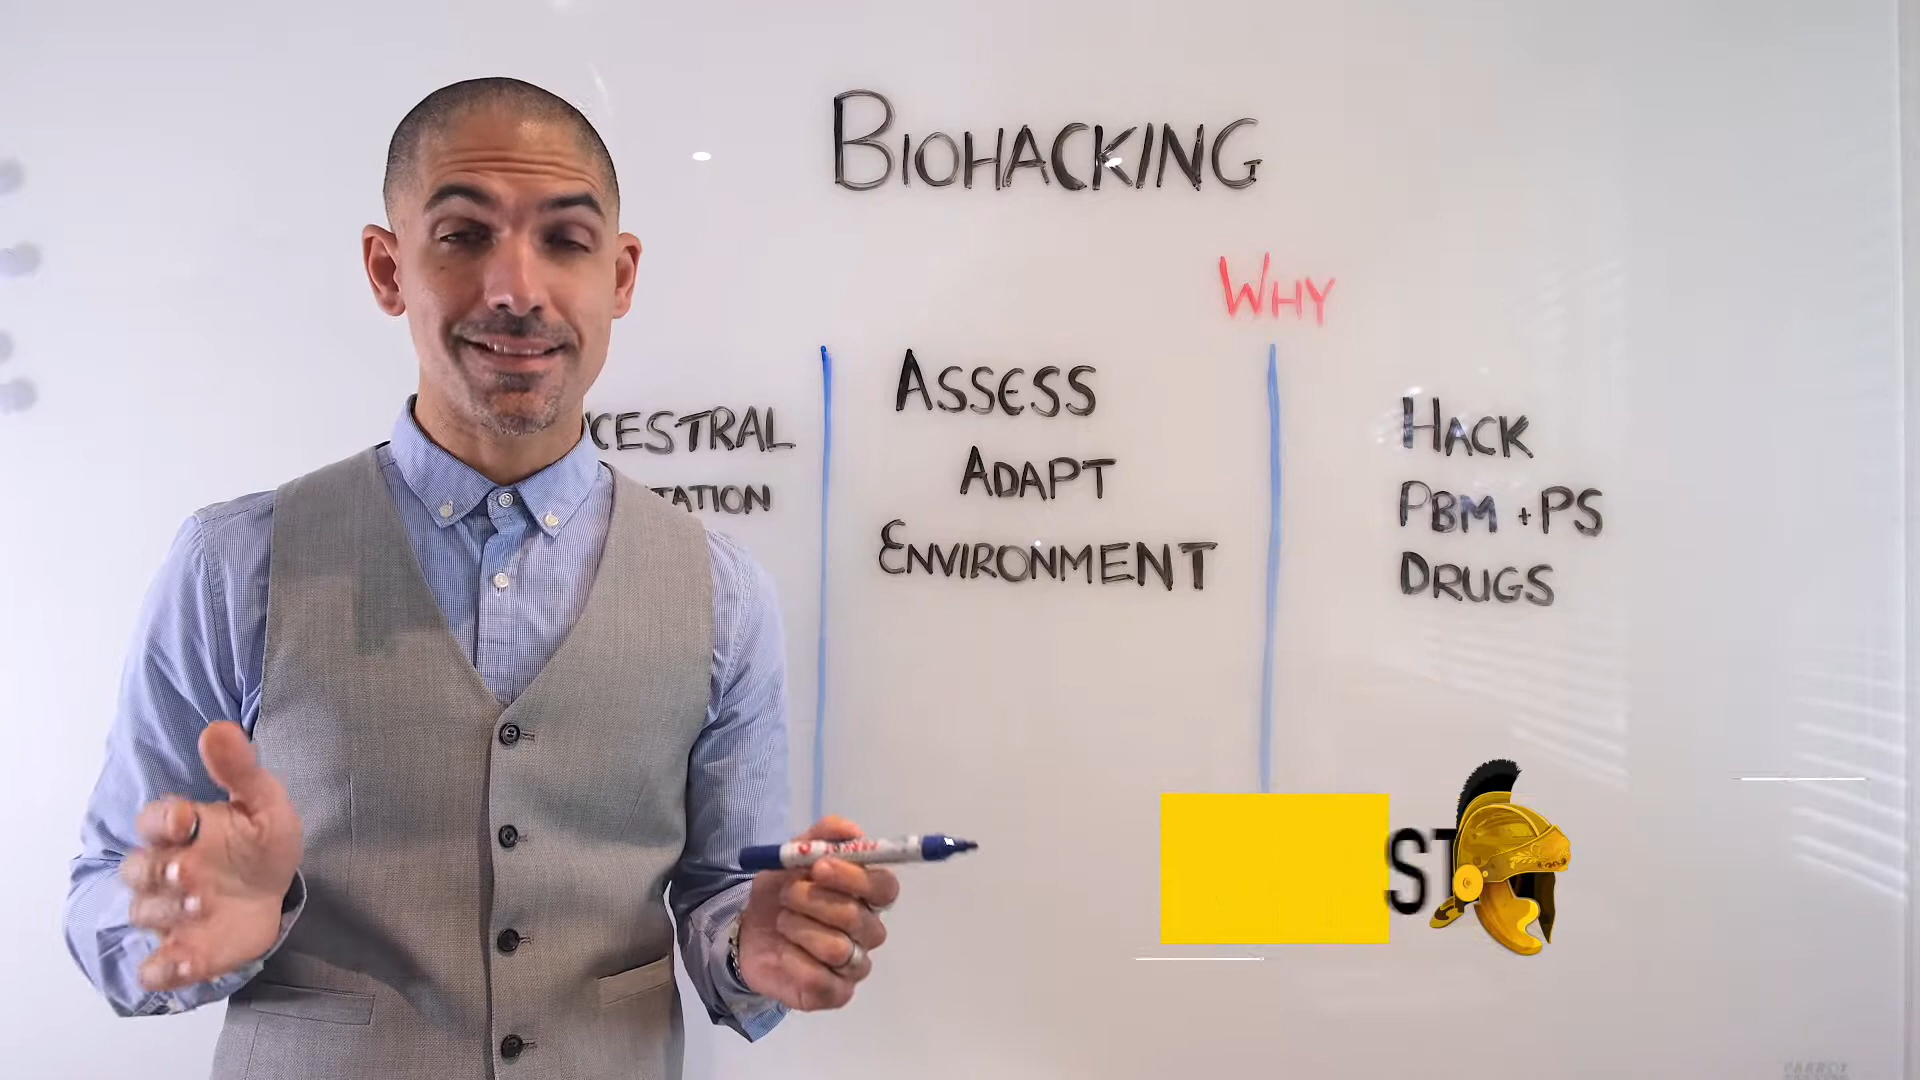 BIOHACKING
WHY
CESTRAL
TATION
ASSESS
ADAPT
ENVIRONMENT
HACK
PBM + PS
DRUGS
ST